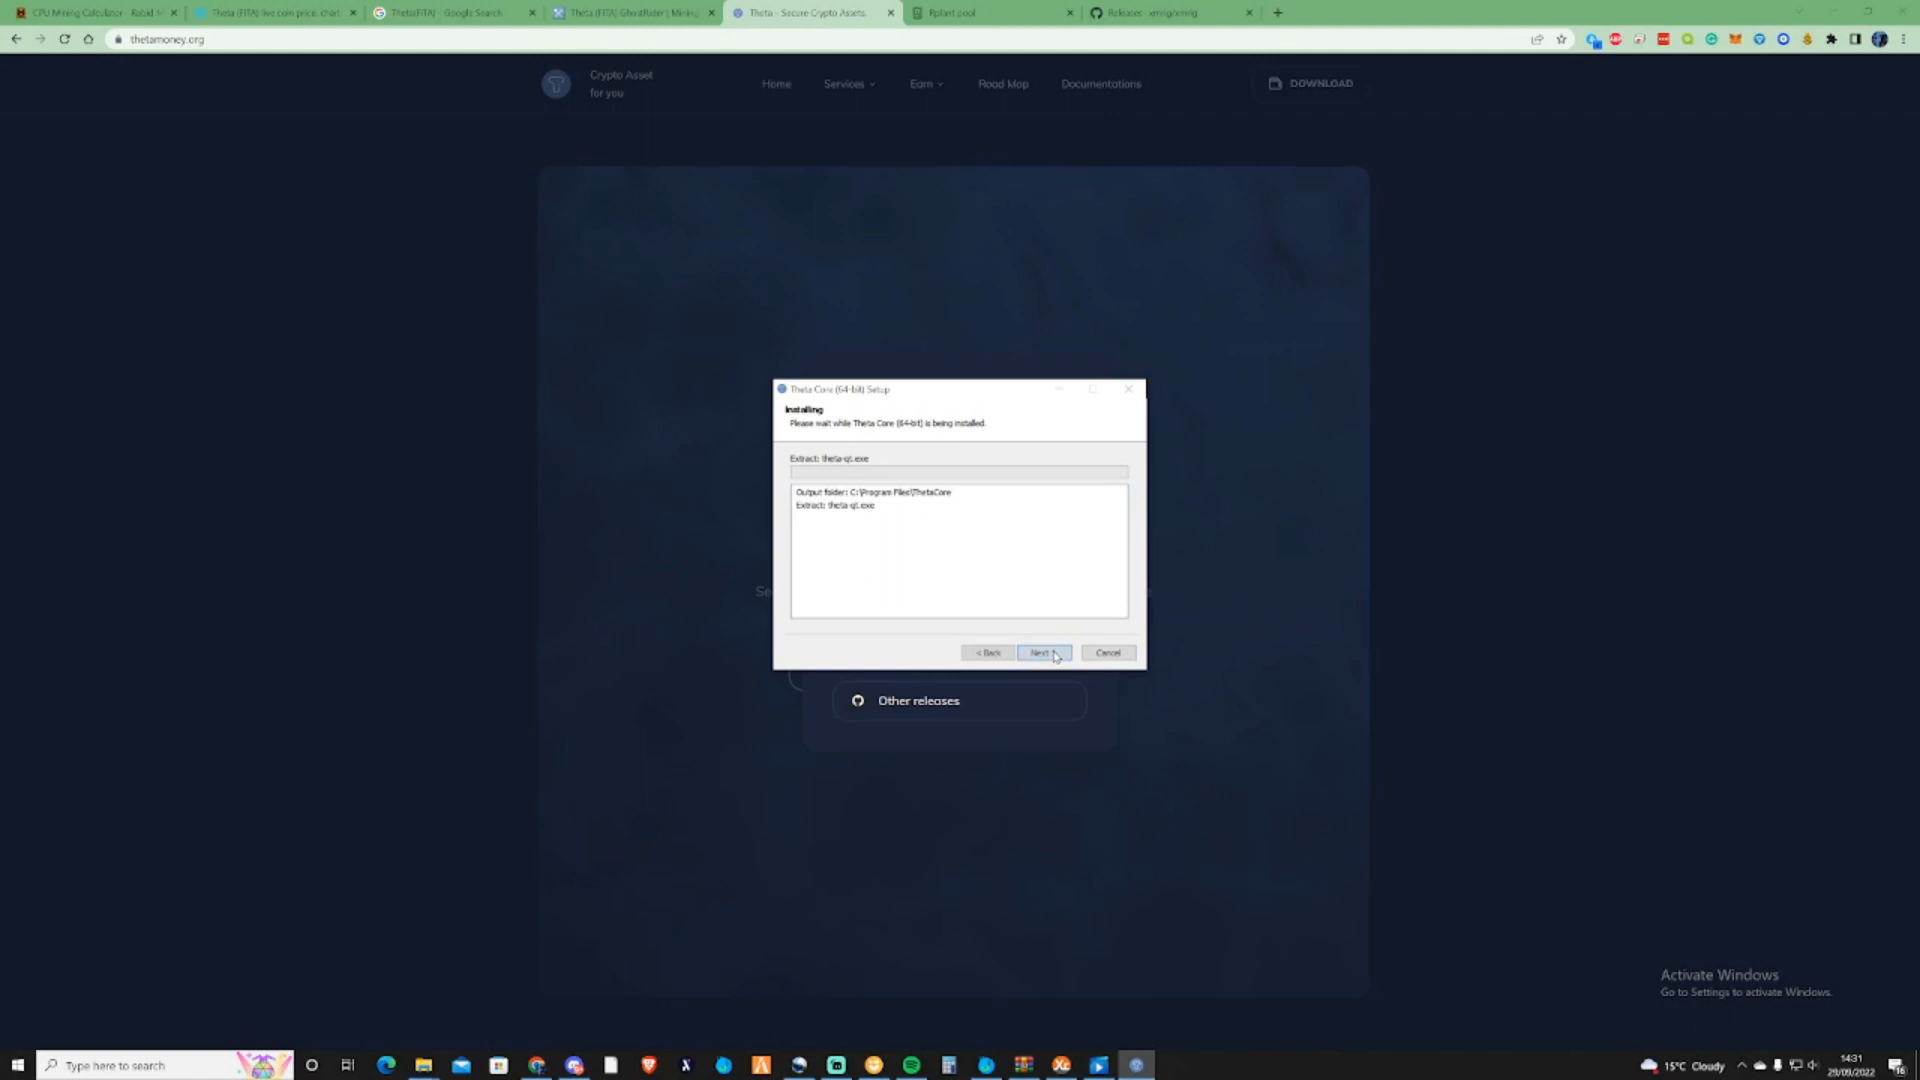 CPU Mining Calculator - Rabid M
Theta (FITA) live coin price, chart
Theta(FITA) - Google Search
Theta (FITA) GhostRider | Mining
Theta - Secure Crypto Assets.
Rplant pool
Releases · xmrig/xmrig
thetamoney.org
Crypto Asset
for you
Home
Services
Earn
Road Map
Documentations
DOWNLOAD
Theta Core (64-bit) Setup
Installing
Please wait while Theta Core (64-bit) is being installed.
Extract: theta-qt.exe
Output folder: C:\Program Files\ThetaCore
Extract: theta-qt.exe
< Back
Next
Cancel
Se
e
Other releases
Activate Windows
Go to Settings to activate Windows.
Type here to search
15°C Cloudy
14:31
29/09/2022
16